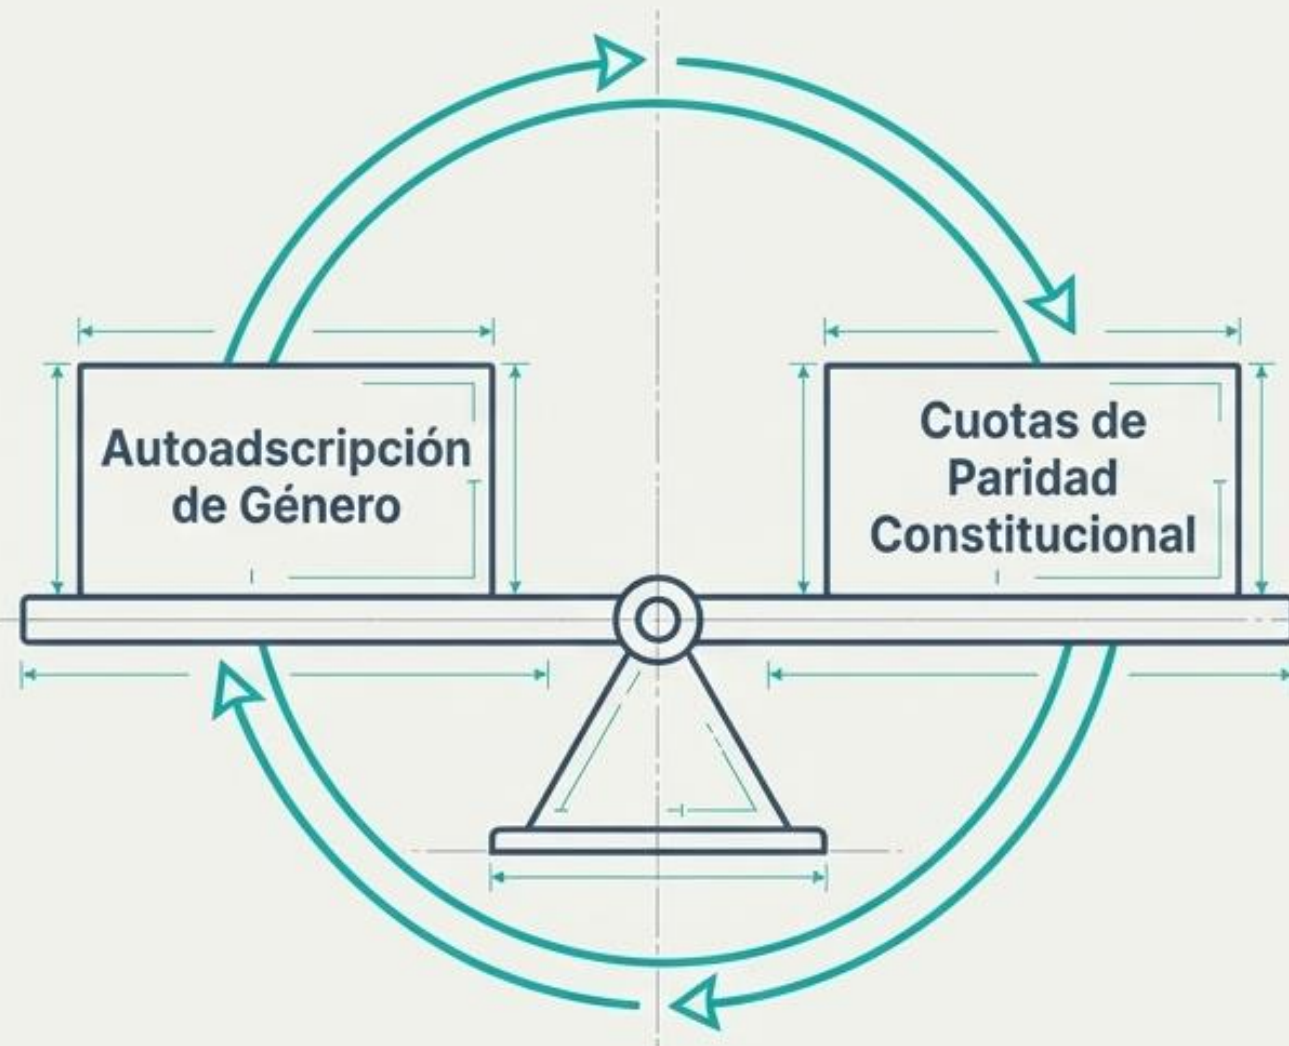 Autoadscripción
de Género
Cuotas de
Paridad
Constitucional